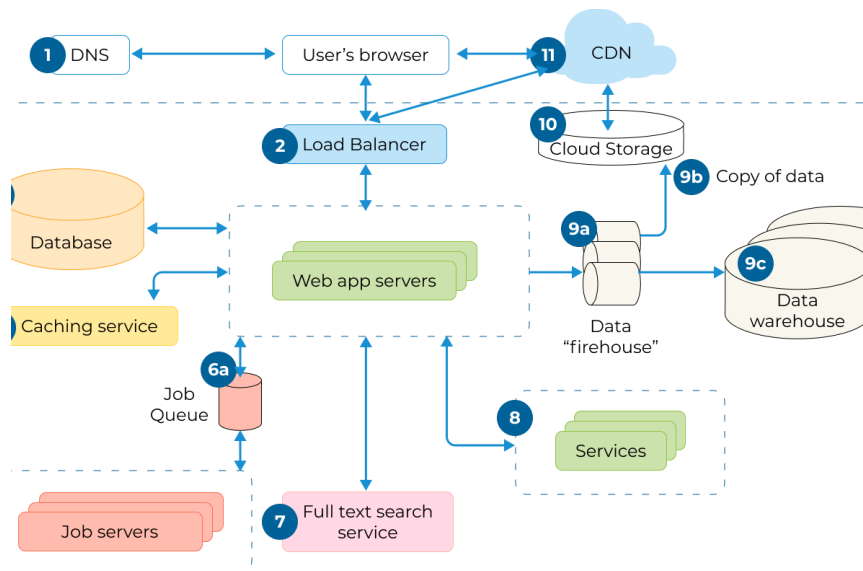 1 DNS
User's browser
11 CDN
2 Load Balancer
10
Cloud Storage
9b Copy of data
Database
9a
9c
Web app servers
Data
warehouse
Caching service
Data
“firehouse”
6a
Job
Queue
8
Services
Job servers
7 Full text search
service